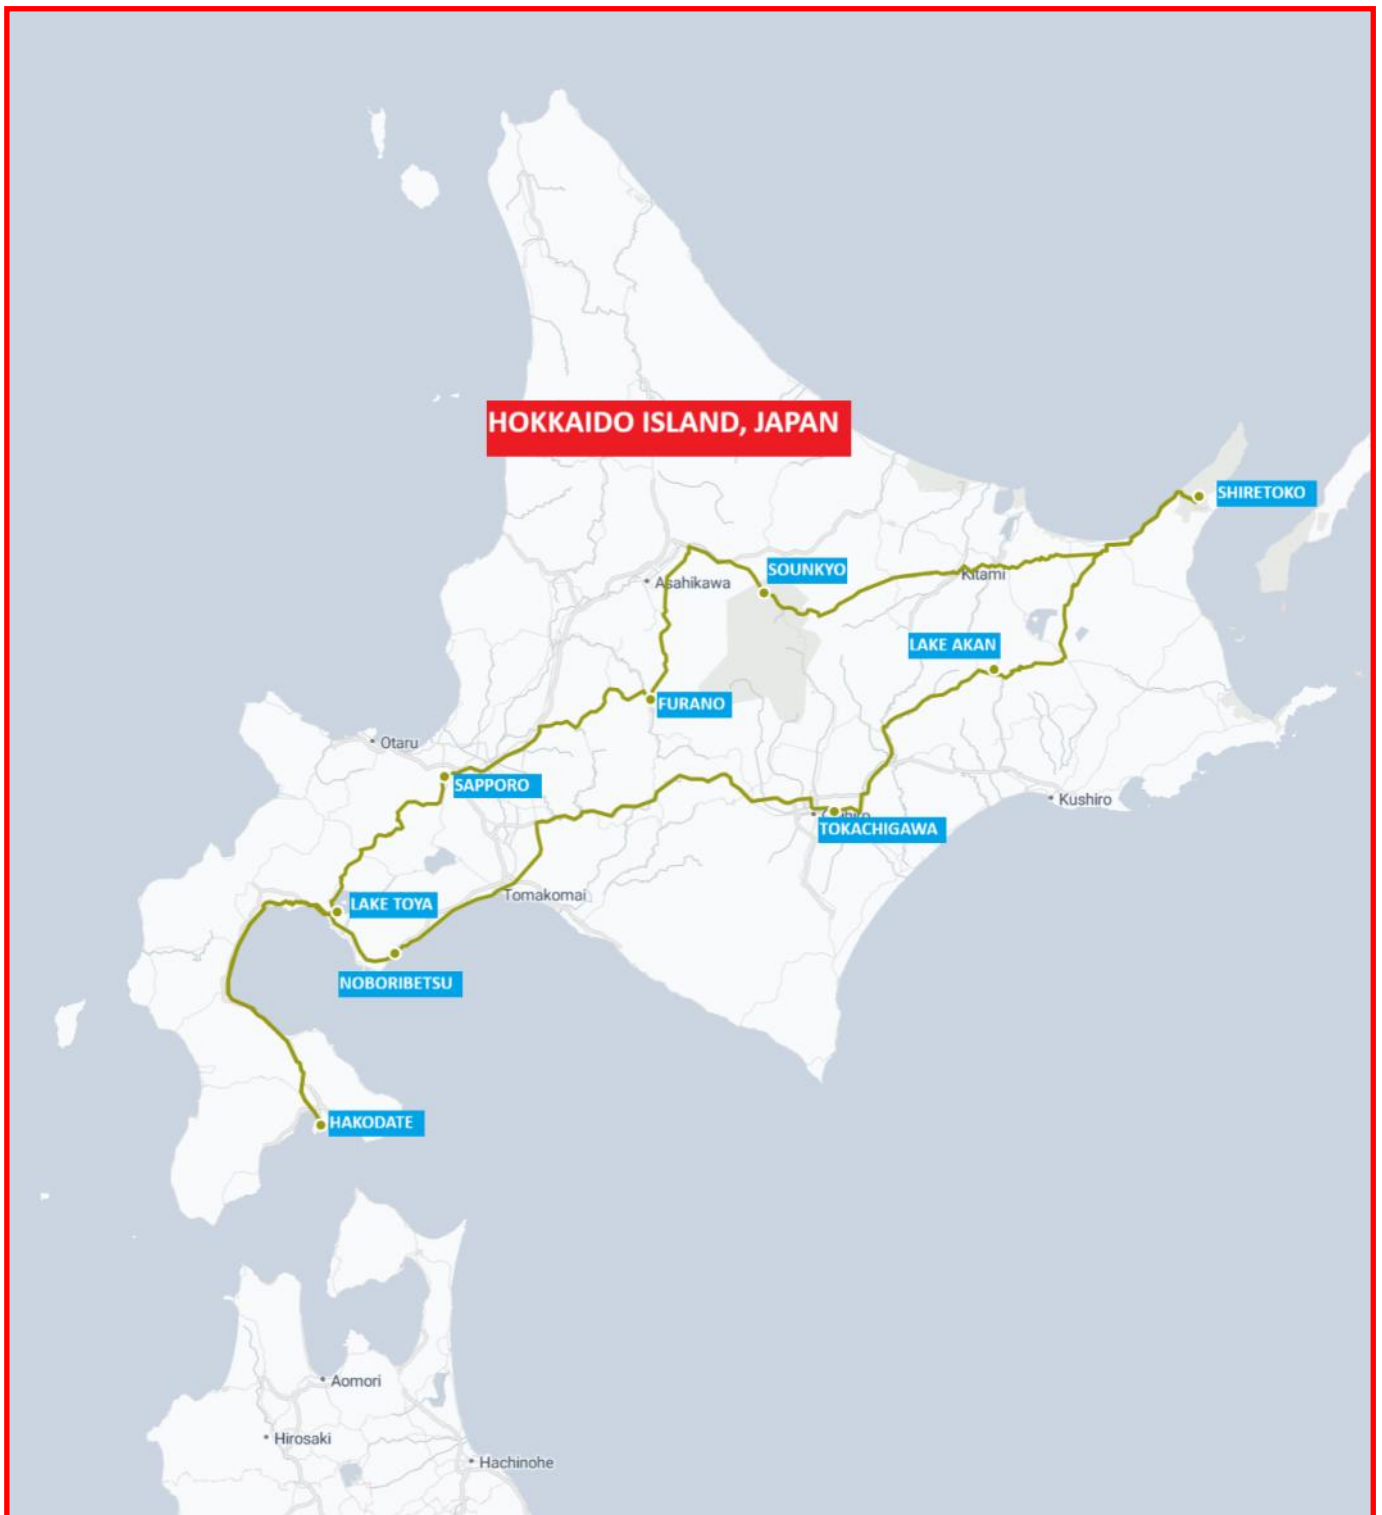 HOKKAIDO ISLAND, JAPAN
SHIRETOKO
SOUNKYO
Asahikawa
Kitami
LAKE AKAN
FURANO
Otaru
SAPPORO
Kushiro
TOKACHIGAWA
Tomakomai
LAKE TOYA
NOBORIBETSU
HAKODATE
Aomori
Hirosaki
Hachinohe